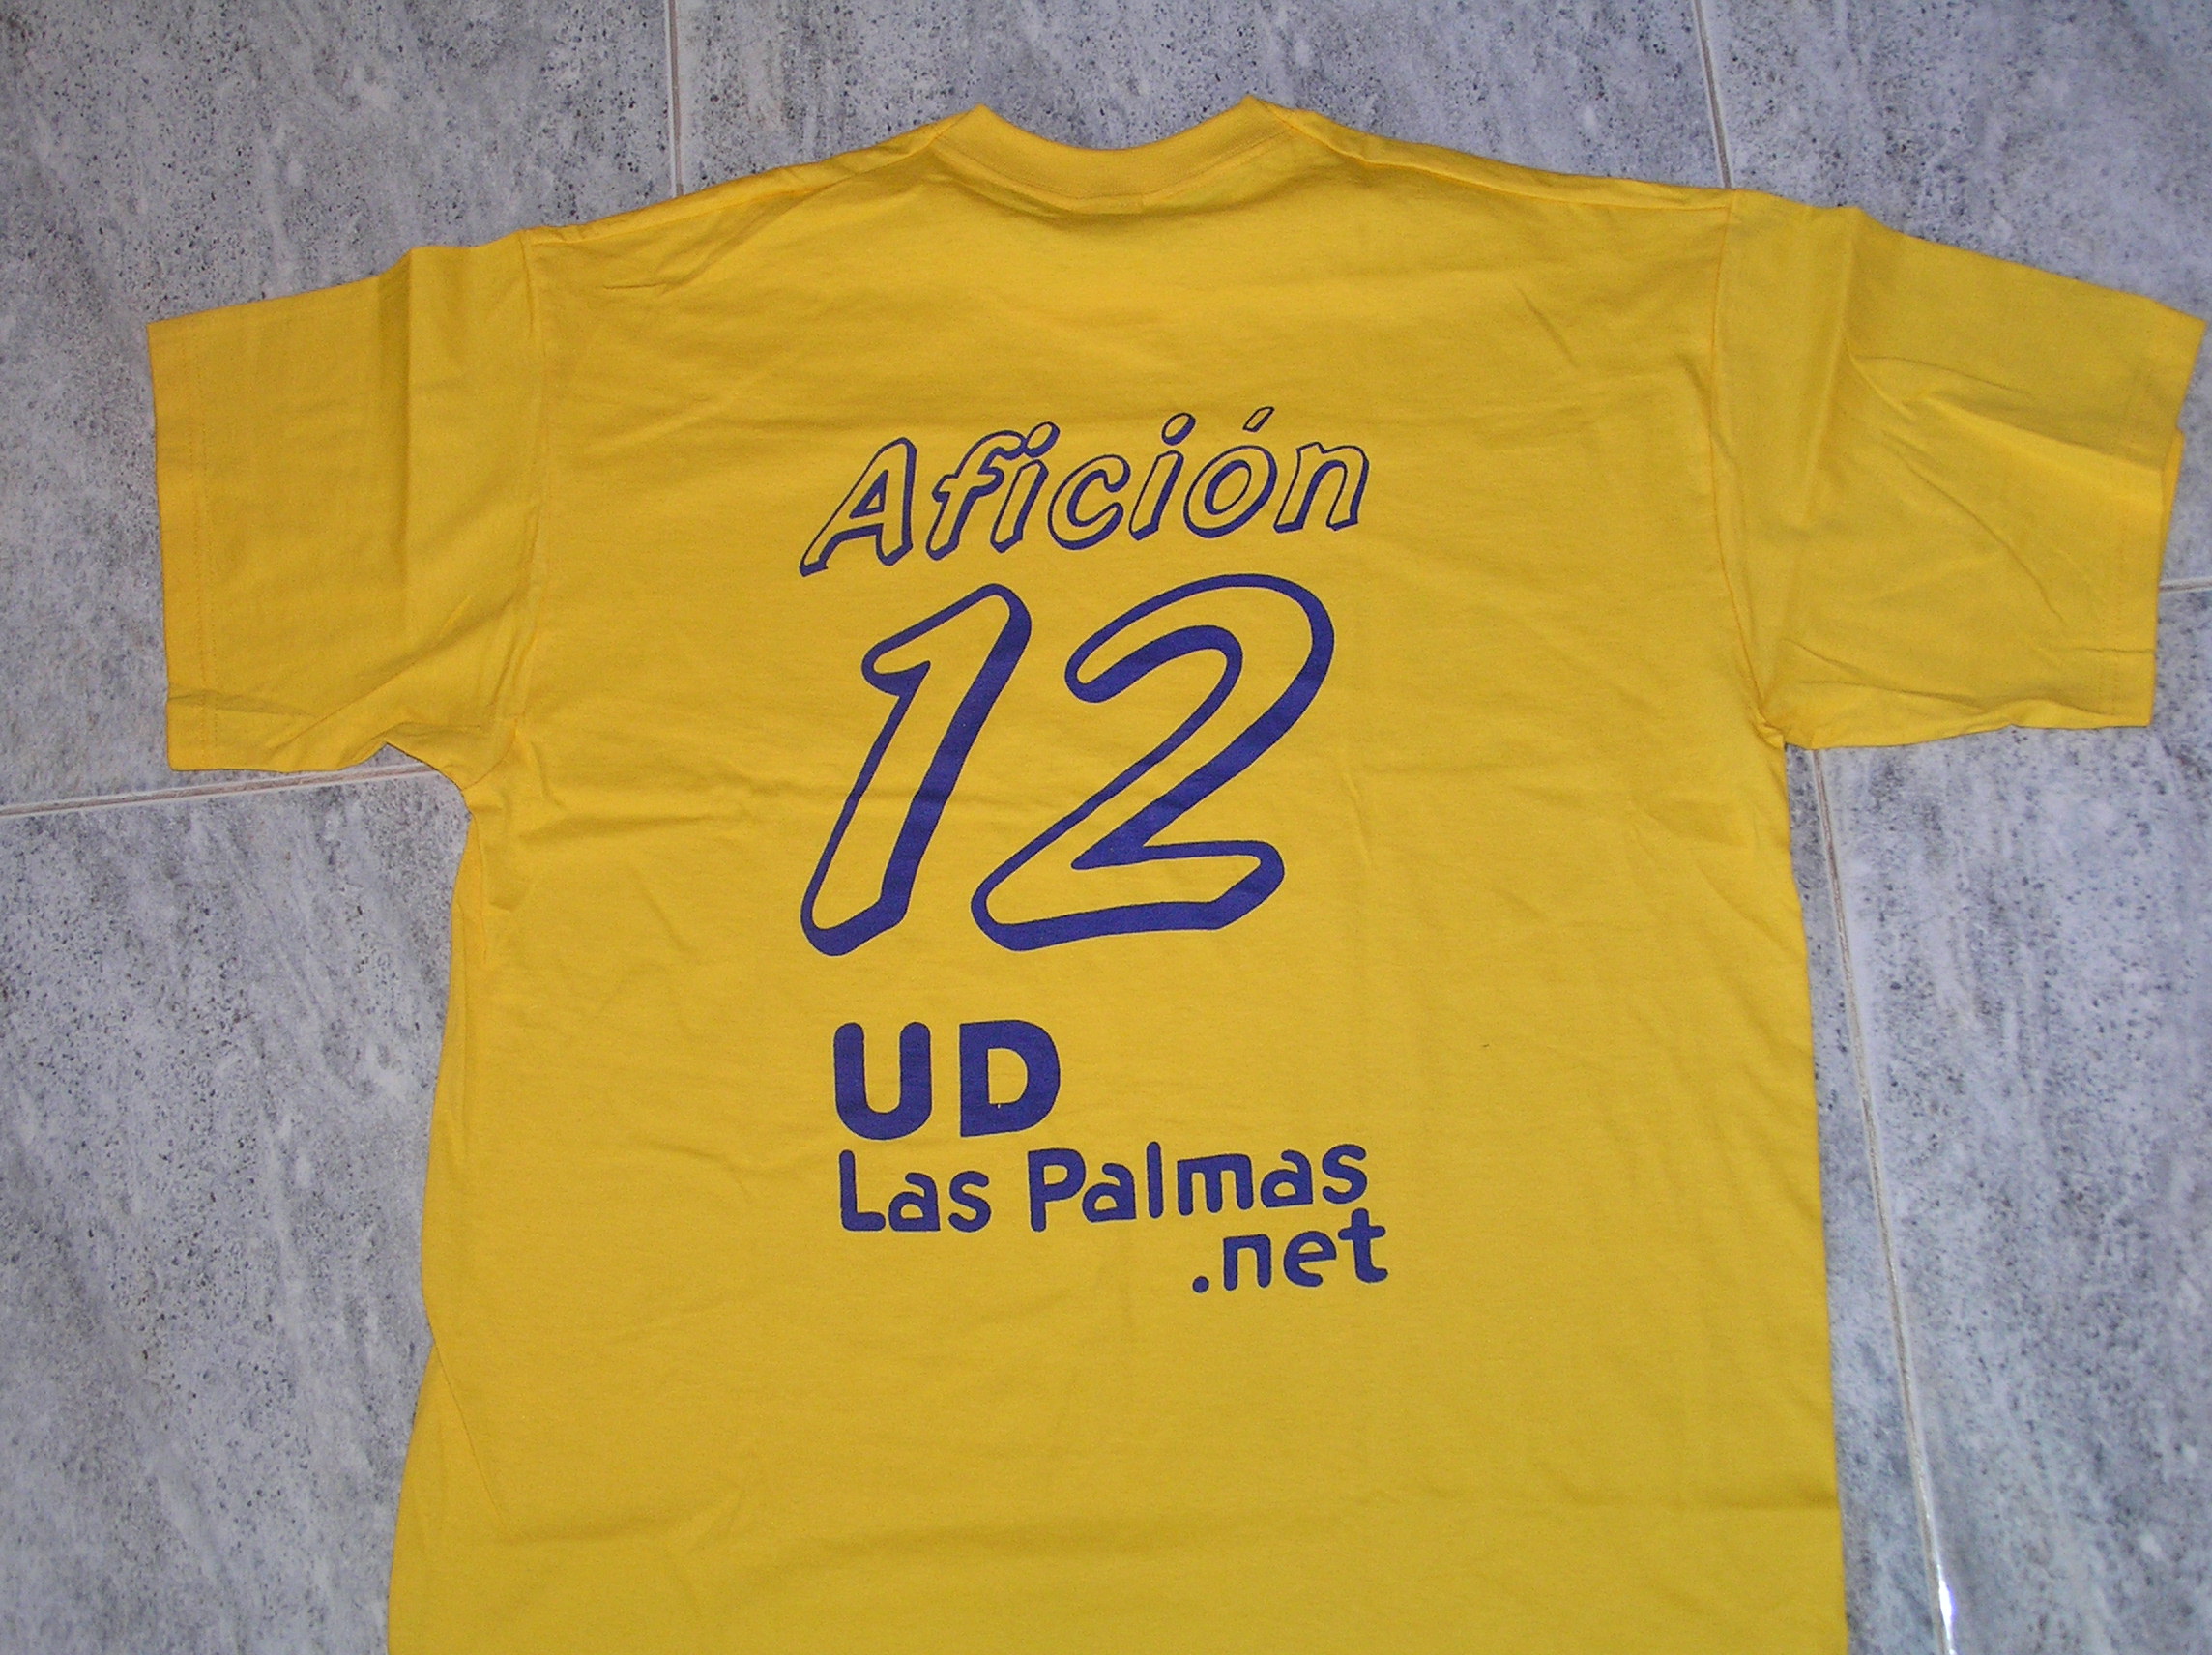 Afición
12
UD
Las Palmas
.net